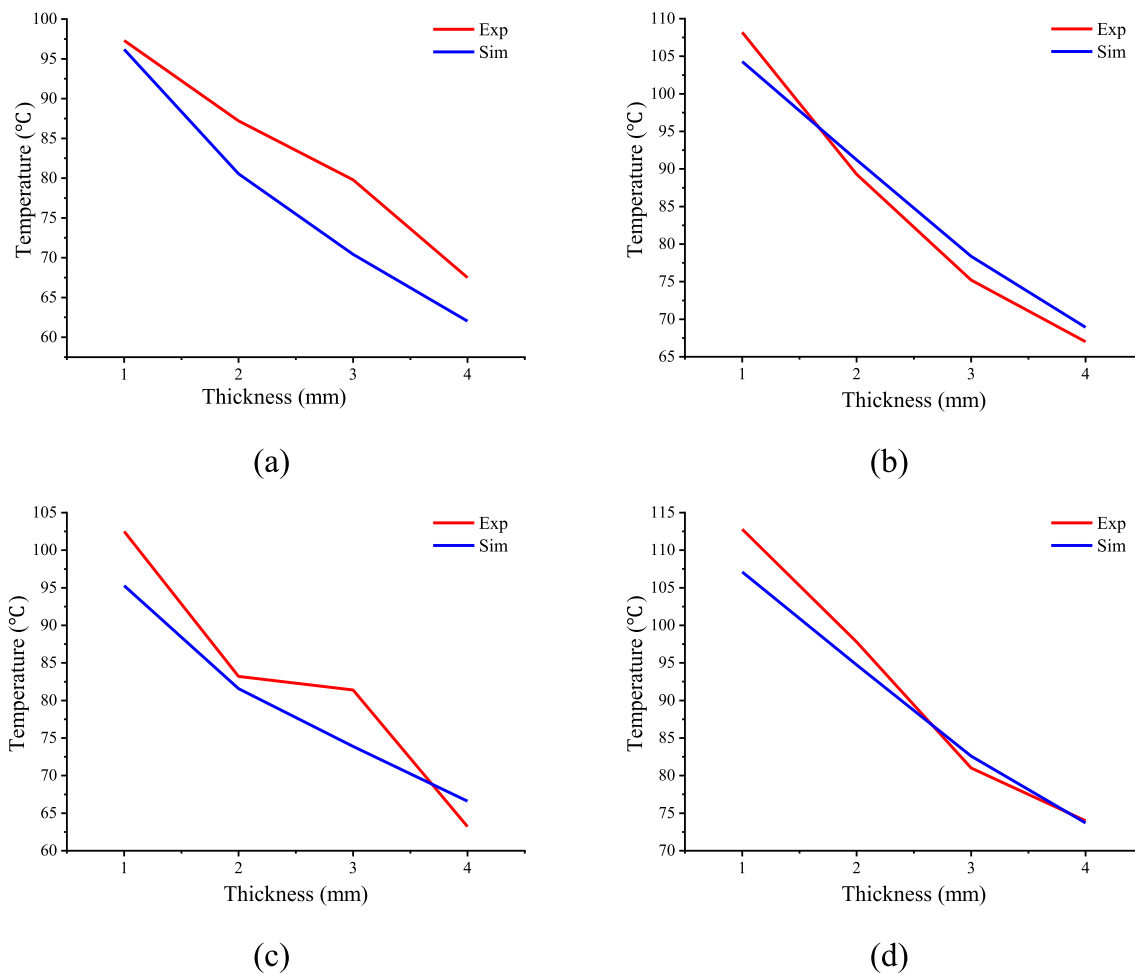 100
95
90
85
80
75
70
65
60
Temperature (℃)
Exp
Sim
1 2 3 4
Thickness (mm)
(a)
110
105
100
95
90
85
80
75
70
65
Temperature (℃)
Exp
Sim
1 2 3 4
Thickness (mm)
(b)
105
100
95
90
85
80
75
70
65
60
Temperature (℃)
Exp
Sim
1 2 3 4
Thickness (mm)
(c)
115
110
105
100
95
90
85
80
75
70
Temperature (℃)
Exp
Sim
1 2 3 4
Thickness (mm)
(d)